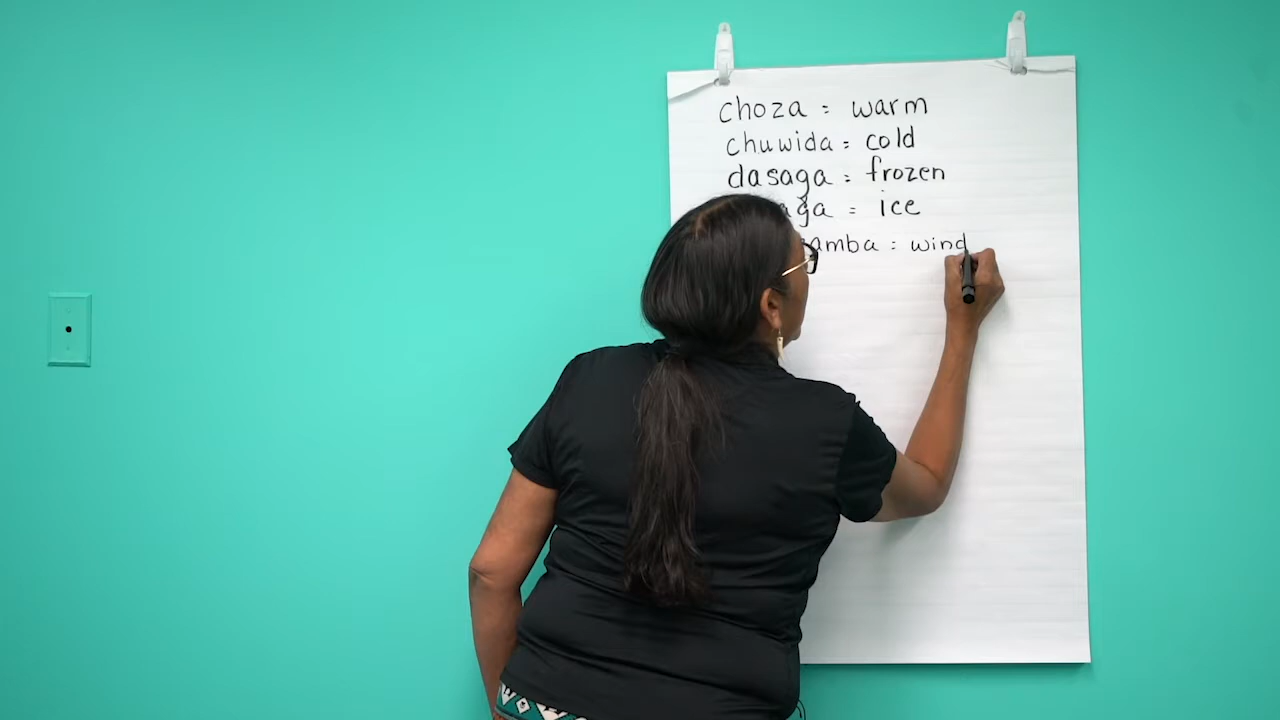 choza = warm
chuwida = cold
dasaga = frozen
= ice
= wind